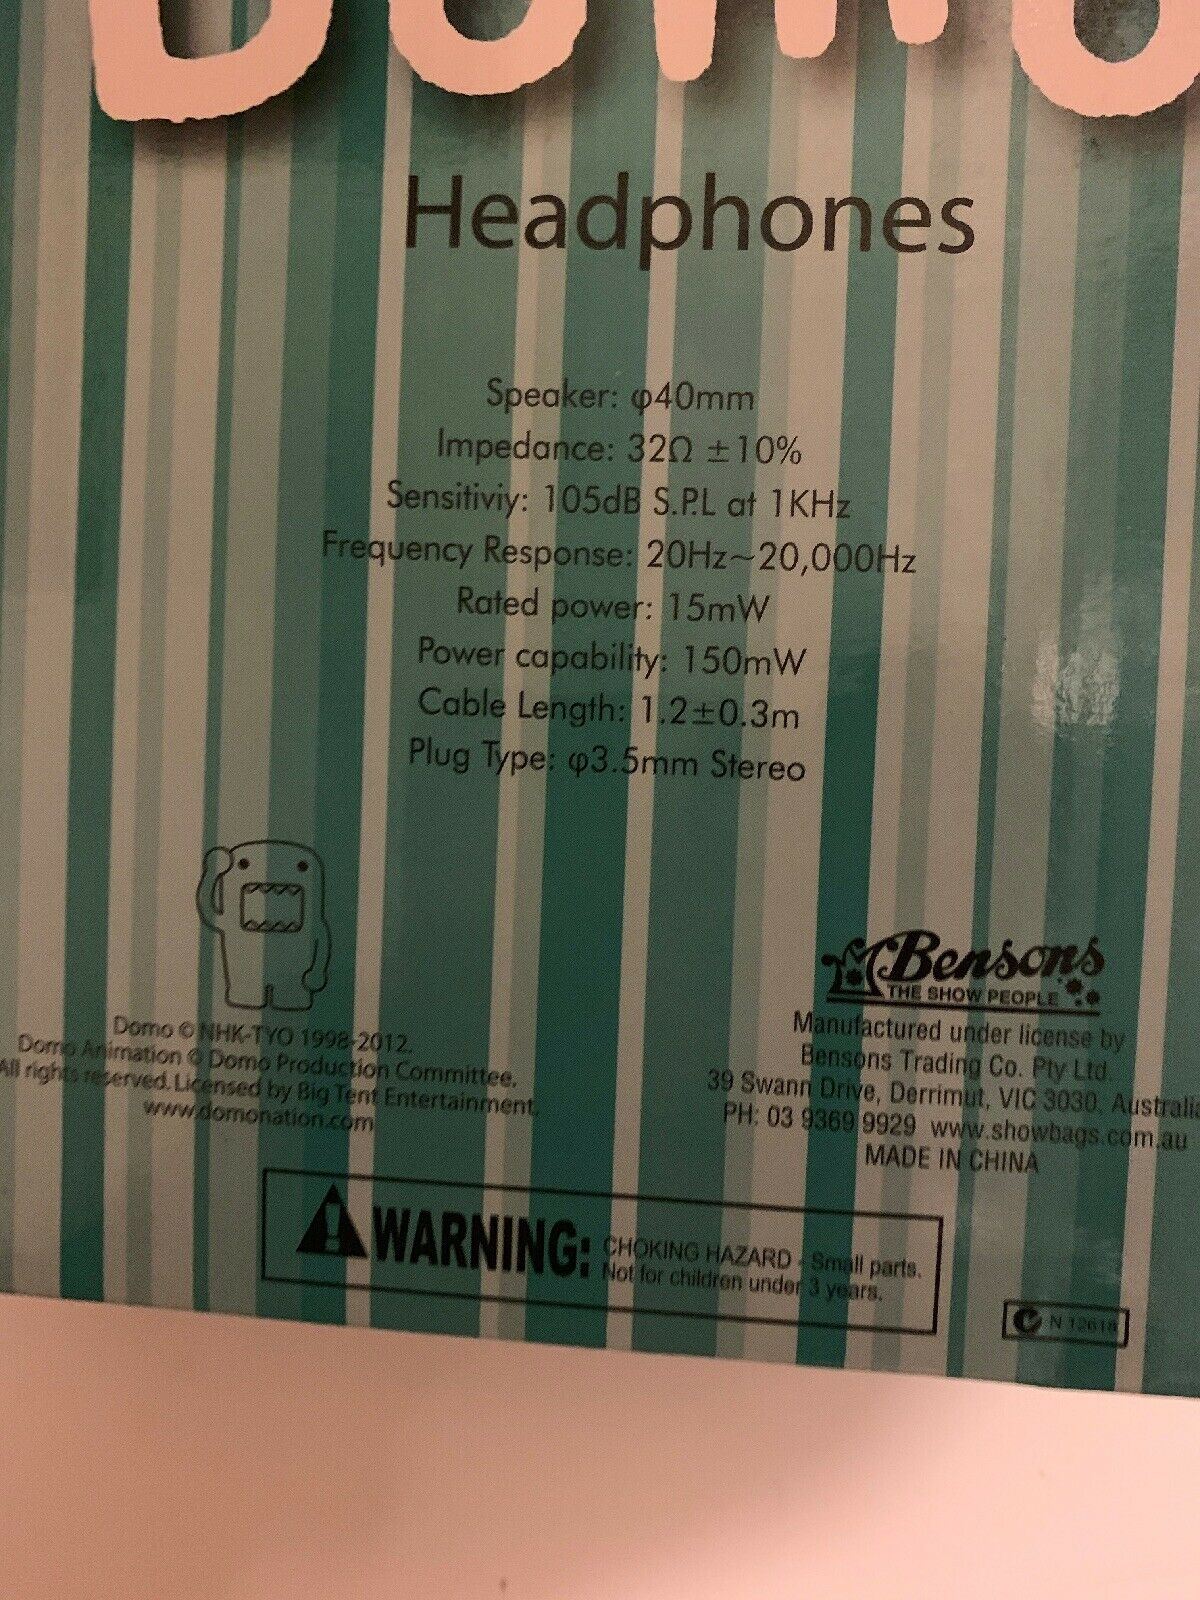 DOMO
Headphones
Speaker: φ40mm
Impedance: 32Ω ±10%
Sensitiviy: 105dB S.P.L at 1KHz
Frequency Response: 20Hz~20,000Hz
Rated power: 15mW
Power capability: 150mW
Cable Length: 1.2±0.3m
Plug Type: φ3.5mm Stereo
Domo © NHK-TYO 1998-2012.
Domo Animation © Domo Production Committee.
All rights reserved. Licensed by Big Tent Entertainment.
www.domonation.com
Bensons
THE SHOW PEOPLE
Manufactured under license by
Bensons Trading Co. Pty Ltd.
39 Swann Drive, Derrimut, VIC 3030, Australia
PH: 03 9369 9929 www.showbags.com.au
MADE IN CHINA
WARNING: CHOKING HAZARD - Small parts.
Not for children under 3 years.
N 12618